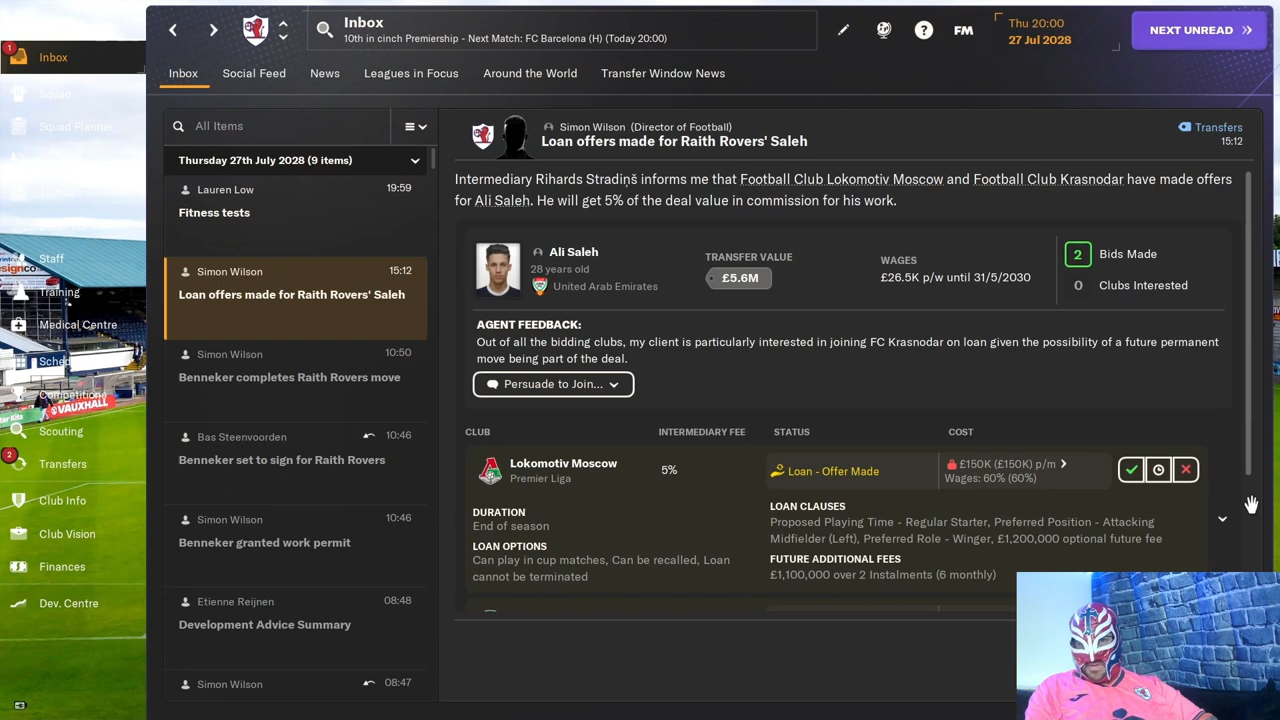 Inbox
10th in cinch Premiership - Next Match: FC Barcelona (H) (Today 20:00)
FM
Thu 20:00
27 Jul 2028
NEXT UNREAD
1
Inbox
Squad
Squad Planner
Staff
Training
Medical Centre
Sched
Competitions
VAUXHALL
Scouting
2
Transfers
Club Info
Club Vision
Finances
Dev. Centre
Inbox
Social Feed
News
Leagues in Focus
Around the World
Transfer Window News
All Items
Thursday 27th July 2028 (9 items)
Lauren Low
19:59
Fitness tests
Simon Wilson
15:12
Loan offers made for Raith Rovers' Saleh
Simon Wilson
10:50
Benneker completes Raith Rovers move
Bas Steenvoorden
10:46
Benneker set to sign for Raith Rovers
Simon Wilson
10:46
Benneker granted work permit
Etienne Reijnen
08:48
Development Advice Summary
Simon Wilson
08:47
Simon Wilson (Director of Football)
Loan offers made for Raith Rovers' Saleh
Transfers
15:12
Intermediary Rihards Stradiņš informs me that Football Club Lokomotiv Moscow and Football Club Krasnodar have made offers
for Ali Saleh. He will get 5% of the deal value in commission for his work.
Ali Saleh
28 years old
United Arab Emirates
TRANSFER VALUE
£5.6M
WAGES
£26.5K p/w until 31/5/2030
2
Bids Made
0
Clubs Interested
AGENT FEEDBACK:
Out of all the bidding clubs, my client is particularly interested in joining FC Krasnodar on loan given the possibility of a future permanent
move being part of the deal.
Persuade to Join...
CLUB
INTERMEDIARY FEE
STATUS
COST
Lokomotiv Moscow
Premier Liga
5%
Loan - Offer Made
£150K (£150K) p/m
Wages: 60% (60%)
DURATION
End of season
LOAN OPTIONS
Can play in cup matches, Can be recalled, Loan
cannot be terminated
LOAN CLAUSES
Proposed Playing Time - Regular Starter, Preferred Position - Attacking
Midfielder (Left), Preferred Role - Winger, £1,200,000 optional future fee
FUTURE ADDITIONAL FEES
£1,100,000 over 2 Instalments (6 monthly)